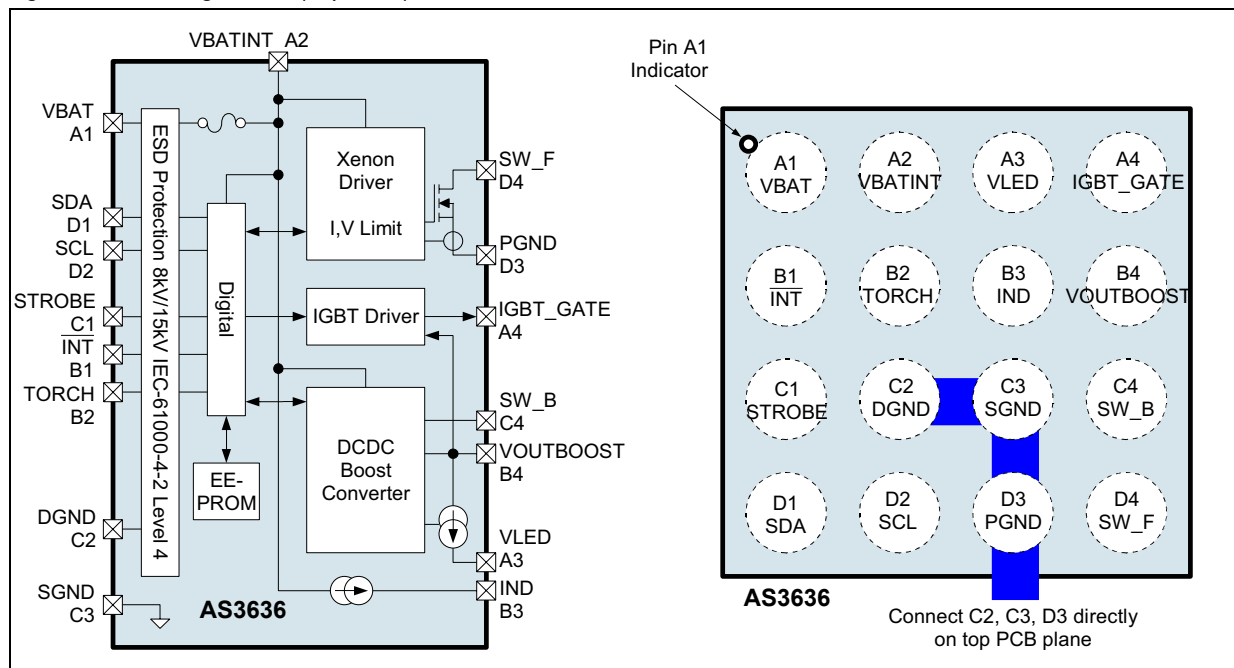 VBATINT A2
VBAT
A1
SDA
D1
SCL
D2
STROBE
C1
INT
B1
TORCH
B2
DGND
C2
SGND
C3
ESD Protection 8kV/15kV IEC-61000-4-2 Level 4
Digital
EE-
PROM
Xenon
Driver
I,V Limit
IGBT Driver
DCDC
Boost
Converter
SW_F
D4
PGND
D3
IGBT_GATE
A4
SW_B
C4
VOUTBOOST
B4
VLED
A3
IND
B3
AS3636
Pin A1
Indicator
A1
VBAT
A2
VBATINT
A3
VLED
A4
IGBT_GATE
B1
INT
B2
TORCH
B3
IND
B4
VOUTBOOST
C1
STROBE
C2
DGND
C3
SGND
C4
SW_B
D1
SDA
D2
SCL
D3
PGND
D4
SW_F
AS3636
Connect C2, C3, D3 directly
on top PCB plane